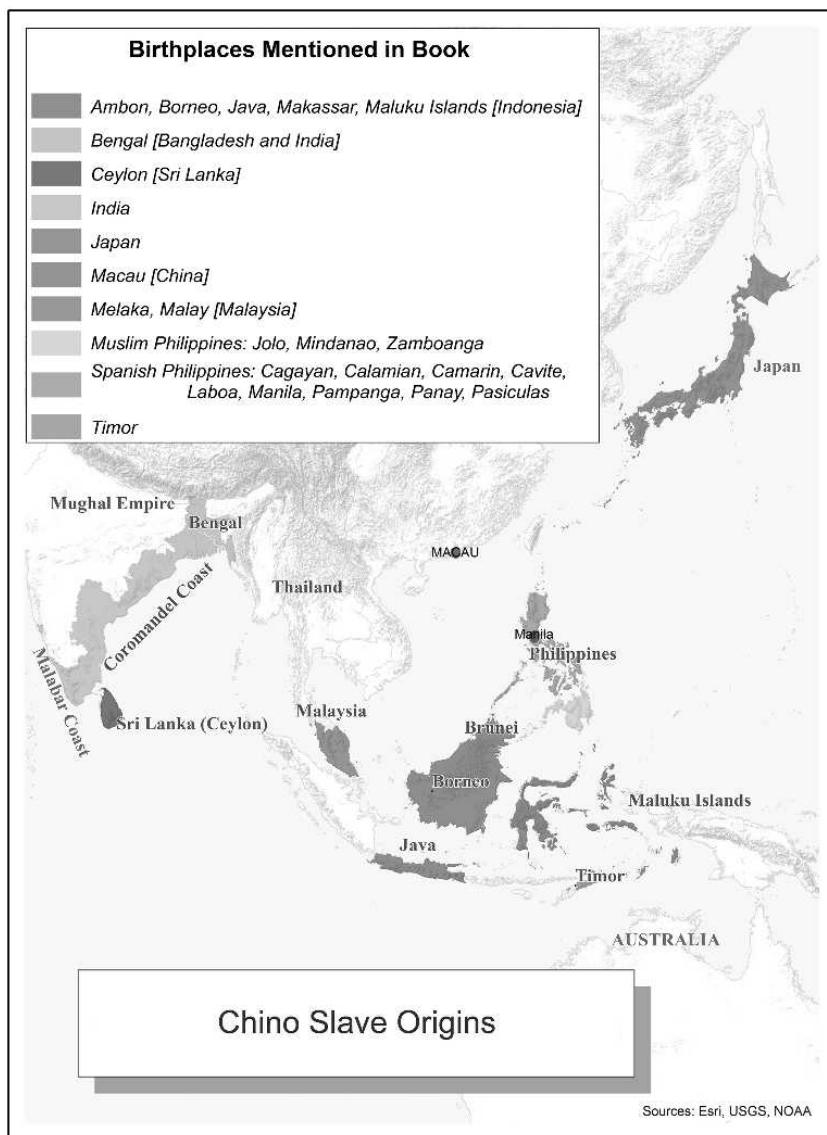 Birthplaces Mentioned in Book
Ambon, Borneo, Java, Makassar, Maluku Islands [Indonesia]
Bengal [Bangladesh and India]
Ceylon [Sri Lanka]
India
Japan
Macau [China]
Melaka, Malay [Malaysia]
Muslim Philippines: Jolo, Mindanao, Zamboanga
Spanish Philippines: Cagayan, Calamian, Camarin, Cavite,
Laboa, Manila, Pampanga, Panay, Pasiculas
Timor
Japan
Mughal Empire
Bengal
MACAU
Thailand
Coromandel Coast
Manila
Philippines
Malabar Coast
Sri Lanka (Ceylon)
Malaysia
Brunei
Borneo
Maluku Islands
Java
Timor
AUSTRALIA
Chino Slave Origins
Sources: Esri, USGS, NOAA